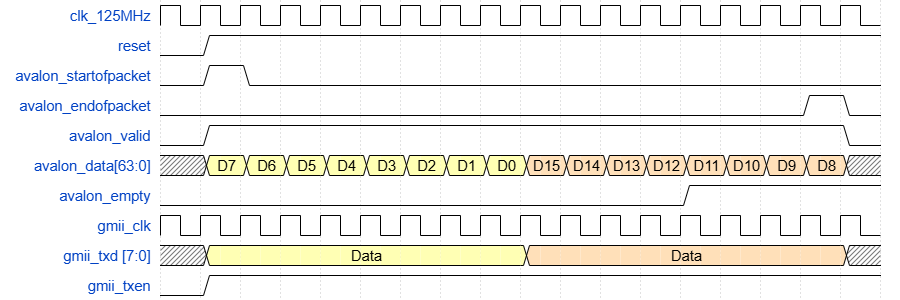 clk_125MHz
reset
avalon_startofpacket
avalon_endofpacket
avalon_valid
avalon_data[63:0] D7 D6 D5 D4 D3 D2 D1 D0 D15 D14 D13 D12 D11 D10 D9 D8
avalon_empty
gmii_clk
gmii_txd [7:0] Data Data
gmii_txen